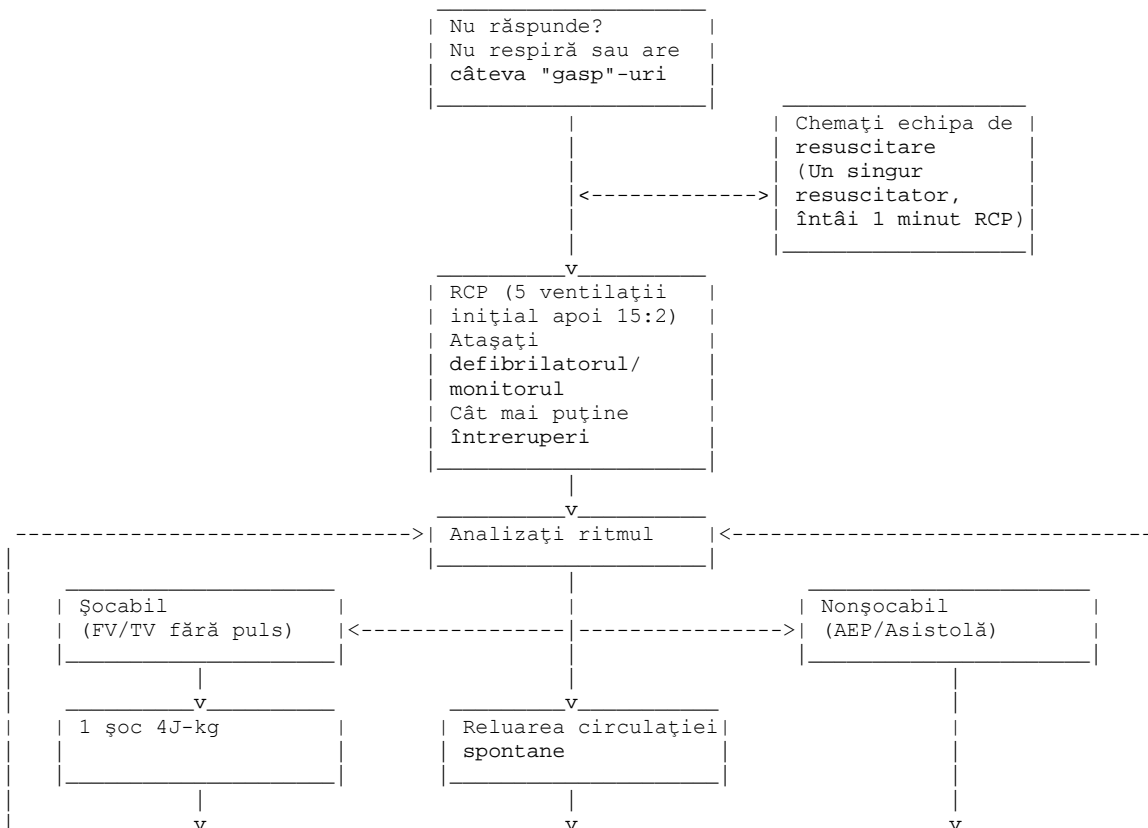 Nu răspunde?
Nu respiră sau are
câteva "gasp"-uri
Chemaţi echipa de
resuscitare
(Un singur
resuscitator,
întâi 1 minut RCP)
RCP (5 ventilaţii
iniţial apoi 15:2)
Ataşaţi
defibrilatorul/
monitorul
Cât mai puţine
întreruperi
Analizaţi ritmul
Şocabil
(FV/TV fără puls)
Nonşocabil
(AEP/Asistolă)
1 şoc 4J-kg
Reluarea circulaţiei
spontane